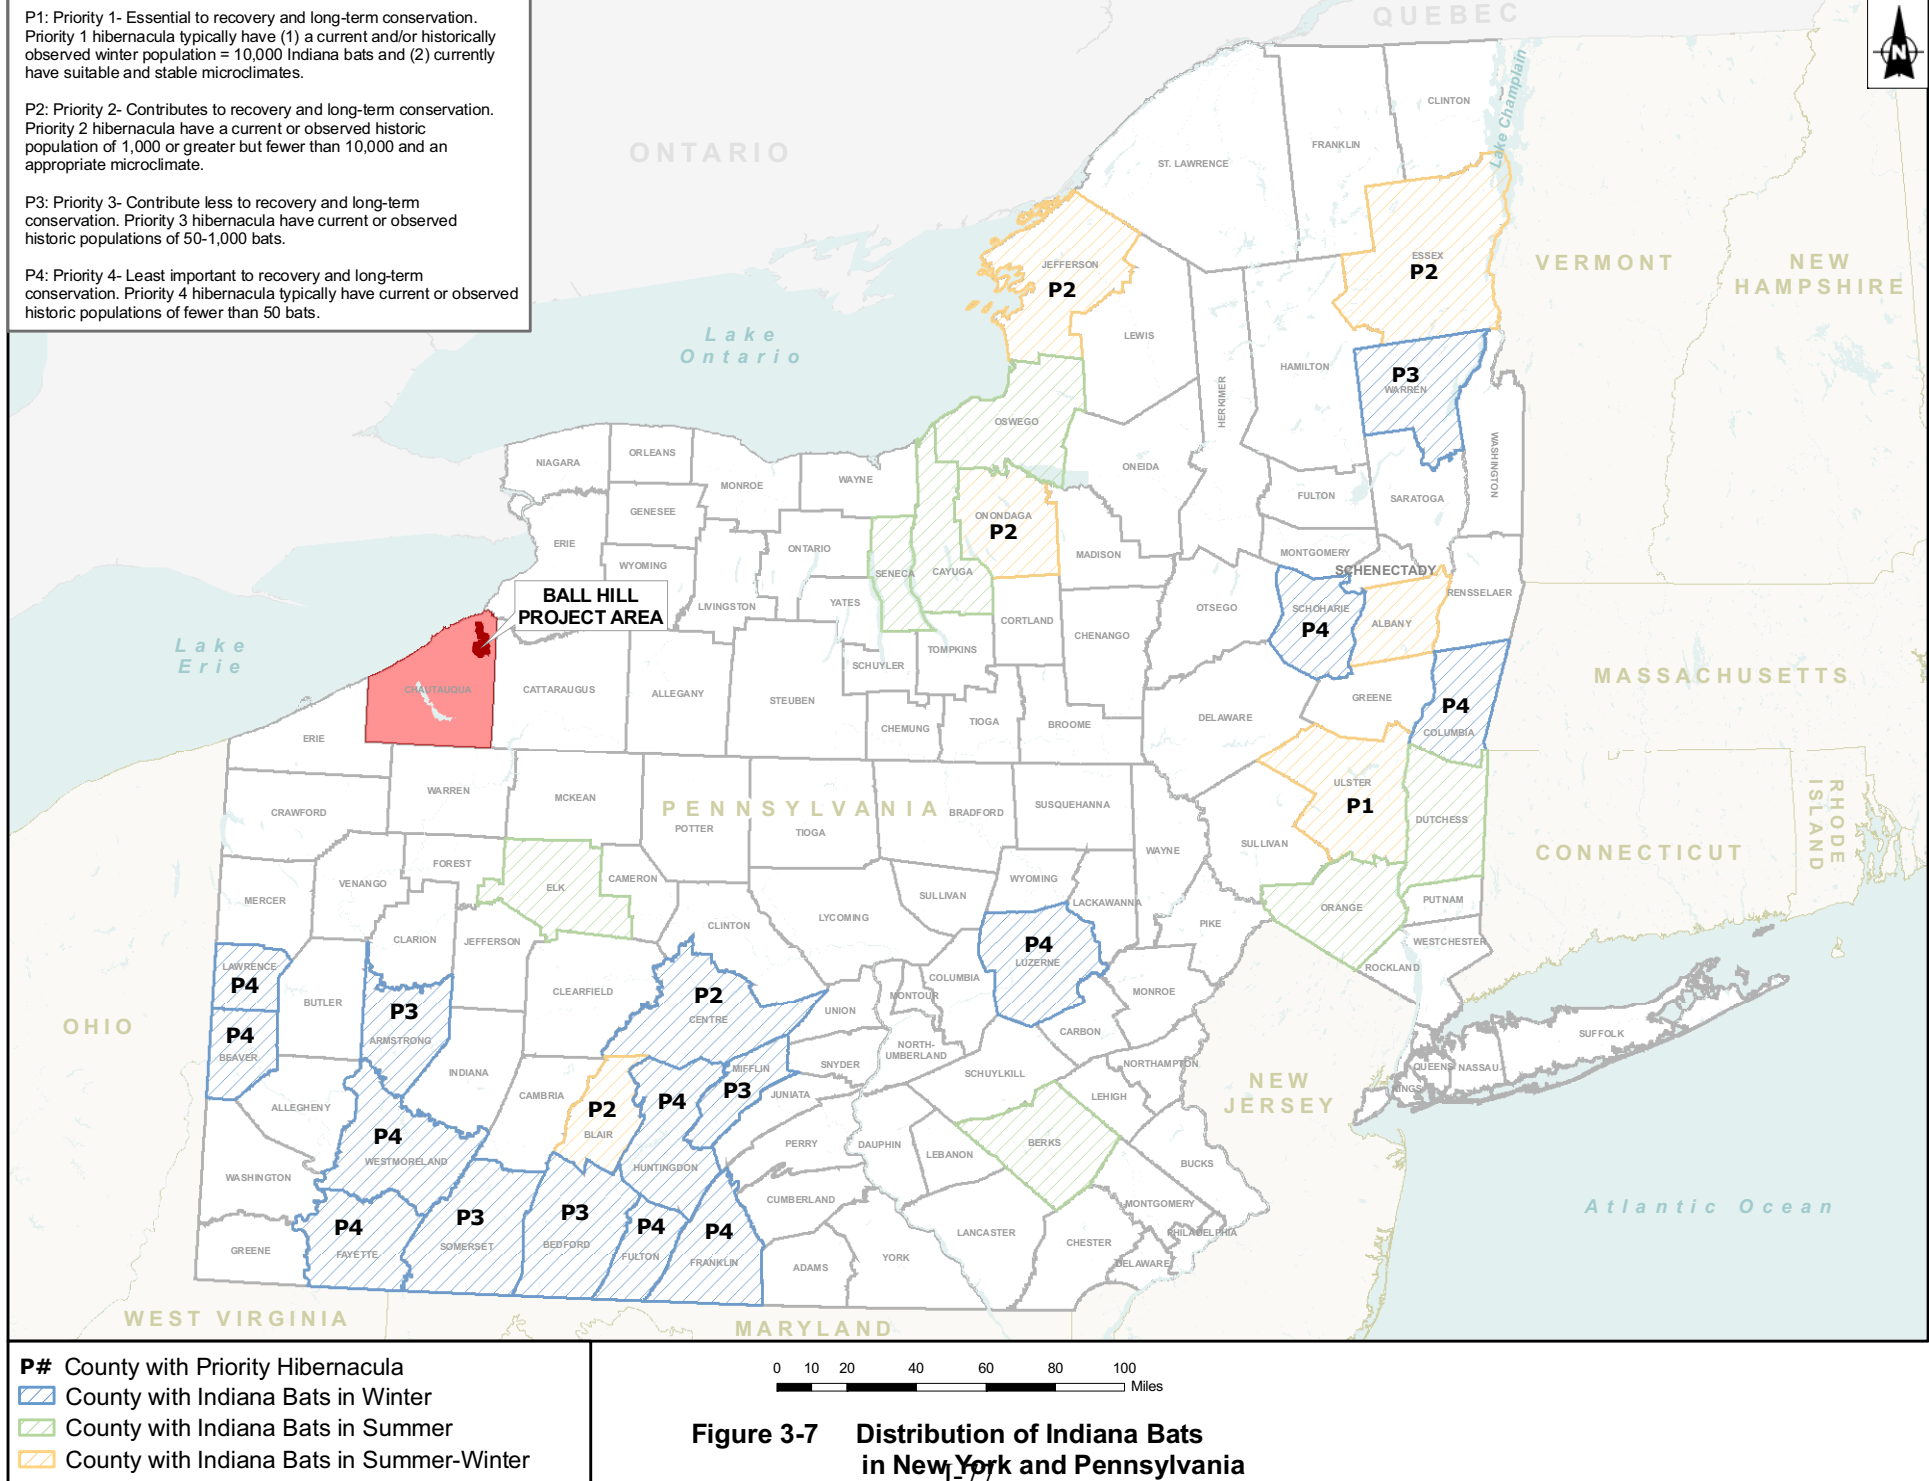 P1: Priority 1- Essential to recovery and long-term conservation.
Priority 1 hibernacula typically have (1) a current and/or historically
observed winter population = 10,000 Indiana bats and (2) currently
have suitable and stable microclimates.
P2: Priority 2- Contributes to recovery and long-term conservation.
Priority 2 hibernacula have a current or observed historic
population of 1,000 or greater but fewer than 10,000 and an
appropriate microclimate.
P3: Priority 3- Contribute less to recovery and long-term
conservation. Priority 3 hibernacula have current or observed
historic populations of 50-1,000 bats.
P4: Priority 4- Least important to recovery and long-term
conservation. Priority 4 hibernacula typically have current or observed
historic populations of fewer than 50 bats.
QUEBEC
N
ONTARIO
Lake Champlain
CLINTON
FRANKLIN
ST. LAWRENCE
ESSEX
P2
JEFFERSON
P2
VERMONT
NEW
HAMPSHIRE
Lake
Ontario
LEWIS
HAMILTON
HERKIMER
P3
WARREN
WASHINGTON
OSWEGO
ONEIDA
FULTON
SARATOGA
NIAGARA
ORLEANS
MONROE
WAYNE
GENESEE
ERIE
WYOMING
ONTARIO
ONONDAGA
P2
MADISON
MONTGOMERY
SCHENECTADY
SENECA
CAYUGA
LIVINGSTON
YATES
BALL HILL
PROJECT AREA
CORTLAND
CHENANGO
OTSEGO
SCHOHARIE
P4
ALBANY
RENSSELAER
Lake
Erie
CHAUTAUQUA
CATTARAUGUS
ALLEGANY
STEUBEN
SCHUYLER
TOMPKINS
CHEMUNG
TIOGA
BROOME
DELAWARE
GREENE
P4
COLUMBIA
MASSACHUSETTS
ERIE
CRAWFORD
WARREN
MCKEAN
PENNSYLVANIA
POTTER
TIOGA
BRADFORD
SUSQUEHANNA
WAYNE
SULLIVAN
ULSTER
P1
DUTCHESS
CONNECTICUT
RHODE
ISLAND
MERCER
VENANGO
FOREST
ELK
CAMERON
CLINTON
LYCOMING
SULLIVAN
WYOMING
LACKAWANNA
PIKE
ORANGE
PUTNAM
WESTCHESTER
ROCKLAND
CLARION
JEFFERSON
LAWRENCE
P4
BUTLER
P3
ARMSTRONG
CLEARFIELD
P2
CENTRE
UNION
MONTOUR
COLUMBIA
P4
LUZERNE
MONROE
CARBON
OHIO
P4
BEAVER
INDIANA
SNYDER
NORTH-
UMBERLAND
SCHUYLKILL
NORTHAMPTON
LEHIGH
NEW
JERSEY
SUFFOLK
QUEENS
NASSAU
KINGS
ALLEGHENY
CAMBRIA
P2
BLAIR
P4
HUNTINGDON
MIFFLIN
P3
JUNIATA
PERRY
DAUPHIN
LEBANON
BERKS
BUCKS
P4
WESTMORELAND
WASHINGTON
CUMBERLAND
MONTGOMERY
PHILADELPHIA
GREENE
P4
FAYETTE
P3
SOMERSET
P3
BEDFORD
P4
FULTON
P4
FRANKLIN
ADAMS
YORK
LANCASTER
CHESTER
DELAWARE
Atlantic Ocean
WEST VIRGINIA
MARYLAND
P# County with Priority Hibernacula
County with Indiana Bats in Winter
County with Indiana Bats in Summer
County with Indiana Bats in Summer-Winter
0 10 20 40 60 80 100
Miles
Figure 3-7 Distribution of Indiana Bats
in New York and Pennsylvania